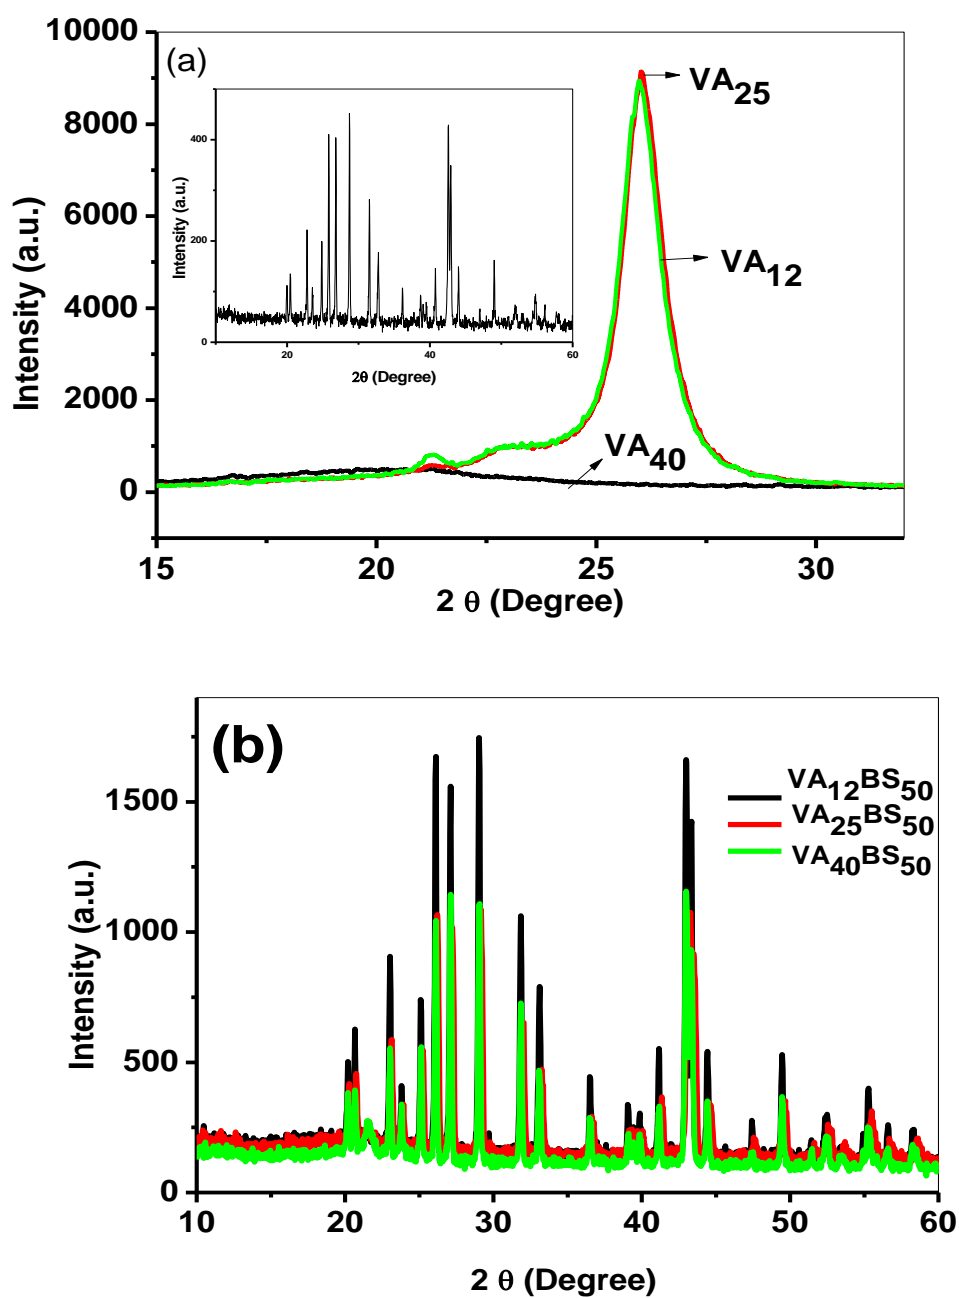 (a)
10000
8000
6000
4000
2000
0
Intensity (a.u.)
VA25
VA12
VA40
400
200
0
Intensity (a.u.)
20 40 60
2θ (Degree)
15 20 25 30
2 θ (Degree)
(b)
1500
1000
500
0
Intensity (a.u.)
VA12BS50
VA25BS50
VA40BS50
10 20 30 40 50 60
2 θ (Degree)